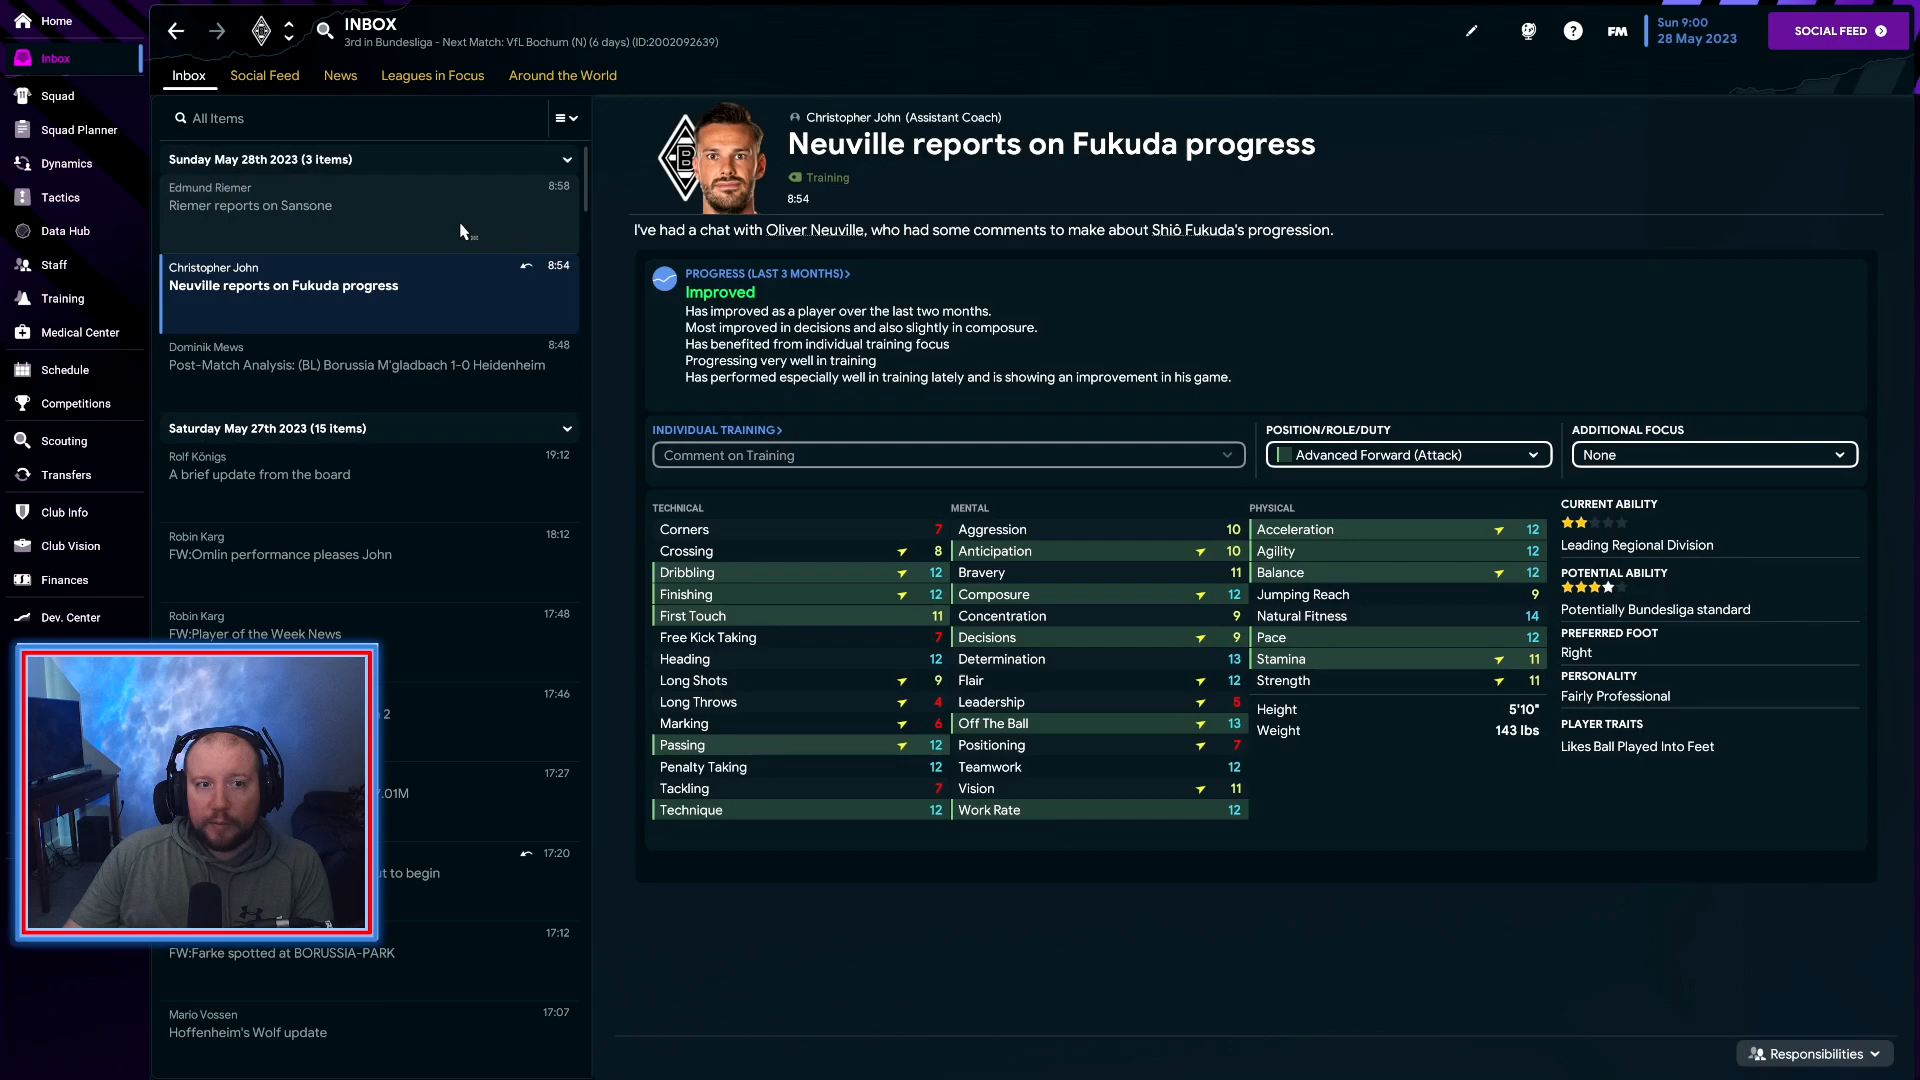 Home
Inbox
Squad
Squad Planner
Dynamics
Tactics
Data Hub
Staff
Training
Medical Center
Schedule
Competitions
Scouting
Transfers
Club Info
Club Vision
Finances
Dev. Center
INBOX
3rd in Bundesliga - Next Match: VfL Bochum (N) (6 days) (ID:2002092639)
FM
Sun 9:00
28 May 2023
SOCIAL FEED
Inbox Social Feed News Leagues in Focus Around the World
All Items
Sunday May 28th 2023 (3 items)
Edmund Riemer 8:58
Riemer reports on Sansone
Christopher John 8:54
Neuville reports on Fukuda progress
Dominik Mews 8:48
Post-Match Analysis: (BL) Borussia M'gladbach 1-0 Heidenheim
Saturday May 27th 2023 (15 items)
Rolf Königs 19:12
A brief update from the board
Robin Karg 18:12
FW:Omlin performance pleases John
Robin Karg 17:48
FW:Player of the Week News
17:46
2
17:27
.01M
17:20
ut to begin
17:12
FW:Farke spotted at BORUSSIA-PARK
Mario Vossen 17:07
Hoffenheim's Wolf update
Christopher John (Assistant Coach)
Neuville reports on Fukuda progress
Training
8:54
I've had a chat with Oliver Neuville, who had some comments to make about Shiô Fukuda's progression.
PROGRESS (LAST 3 MONTHS)>
Improved
Has improved as a player over the last two months.
Most improved in decisions and also slightly in composure.
Has benefited from individual training focus
Progressing very well in training
Has performed especially well in training lately and is showing an improvement in his game.
INDIVIDUAL TRAINING>
Comment on Training
POSITION/ROLE/DUTY
Advanced Forward (Attack)
ADDITIONAL FOCUS
None
TECHNICAL
Corners 7
Crossing 8
Dribbling 12
Finishing 12
First Touch 11
Free Kick Taking 7
Heading 12
Long Shots 9
Long Throws 4
Marking 6
Passing 12
Penalty Taking 12
Tackling 7
Technique 12
MENTAL
Aggression 10
Anticipation 10
Bravery 11
Composure 12
Concentration 9
Decisions 9
Determination 13
Flair 12
Leadership 5
Off The Ball 13
Positioning 7
Teamwork 12
Vision 11
Work Rate 12
PHYSICAL
Acceleration 12
Agility 12
Balance 12
Jumping Reach 9
Natural Fitness 14
Pace 12
Stamina 11
Strength 11
Height 5'10"
Weight 143 lbs
CURRENT ABILITY
Leading Regional Division
POTENTIAL ABILITY
Potentially Bundesliga standard
PREFERRED FOOT
Right
PERSONALITY
Fairly Professional
PLAYER TRAITS
Likes Ball Played Into Feet
Responsibilities